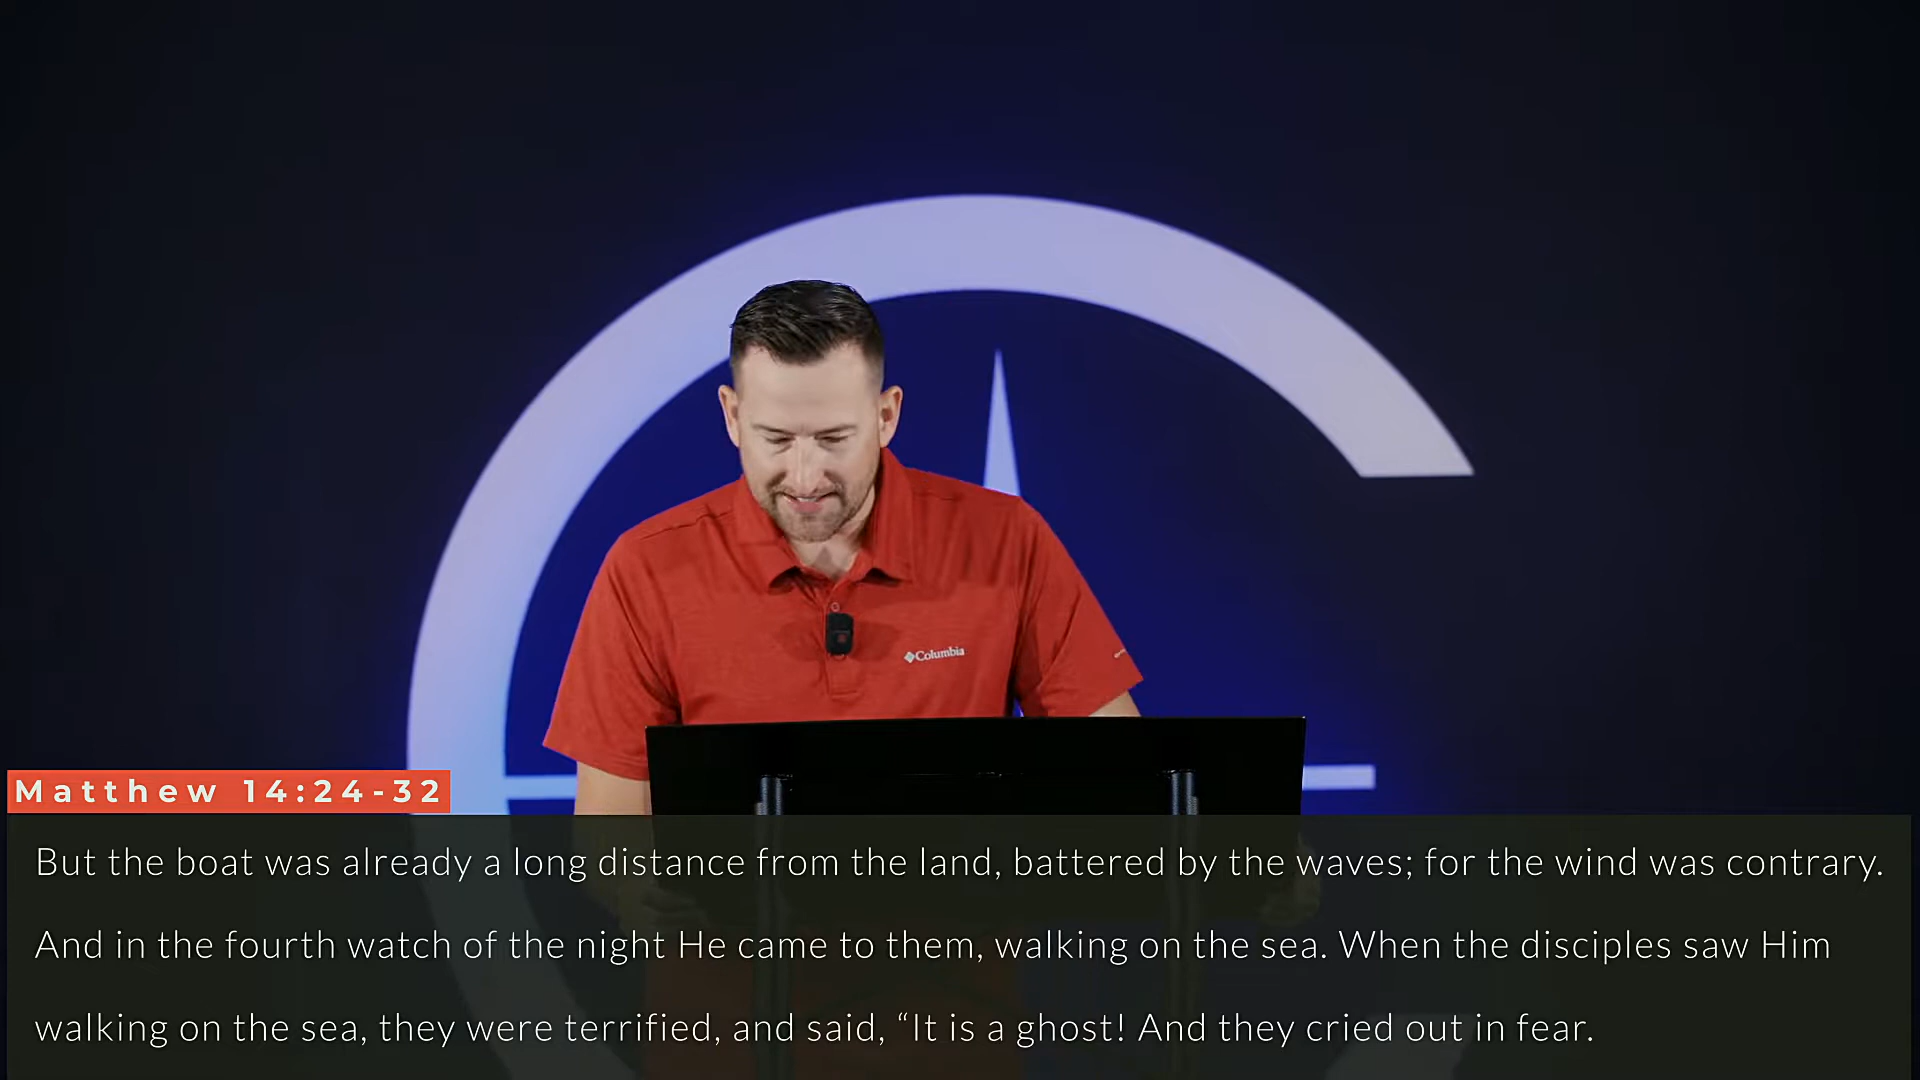 Columbia
Matthew 14:24-32
But the boat was already a long distance from the land, battered by the waves; for the wind was contrary.
And in the fourth watch of the night He came to them, walking on the sea. When the disciples saw Him
walking on the sea, they were terrified, and said, “It is a ghost! And they cried out in fear.